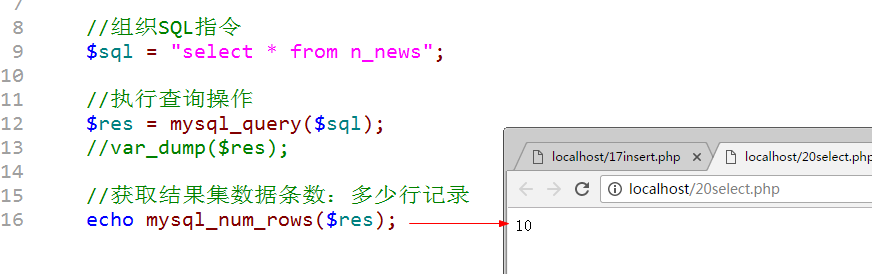 7
8 //组织SQL指令
9 $sql = "select * from n_news";
10
11 //执行查询操作
12 $res = mysql_query($sql);
13 //var_dump($res);
14
15 //获取结果集数据条数：多少行记录
16 echo mysql_num_rows($res);
localhost/17insert.php
localhost/20select.php
localhost/20select.php
10